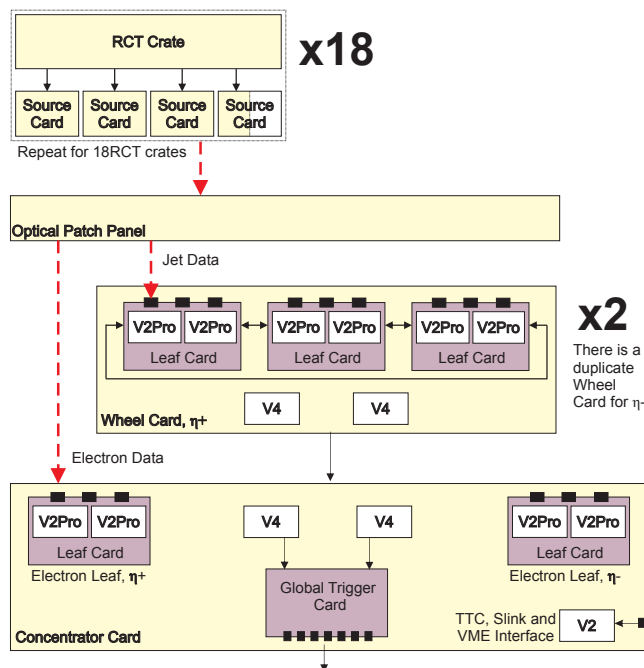 RCT Crate
x18
Source Card
Source Card
Source Card
Source Card
Repeat for 18RCT crates
Optical Patch Panel
Jet Data
V2Pro V2Pro
Leaf Card
V2Pro V2Pro
Leaf Card
V2Pro V2Pro
Leaf Card
x2
There is a
duplicate
Wheel
Card for η-
V4
V4
Wheel Card, η+
Electron Data
V2Pro V2Pro
Leaf Card
Electron Leaf, η+
V4
V4
Global Trigger
Card
V2Pro V2Pro
Leaf Card
Electron Leaf, η-
TTC, Slink and
VME Interface
V2
Concentrator Card